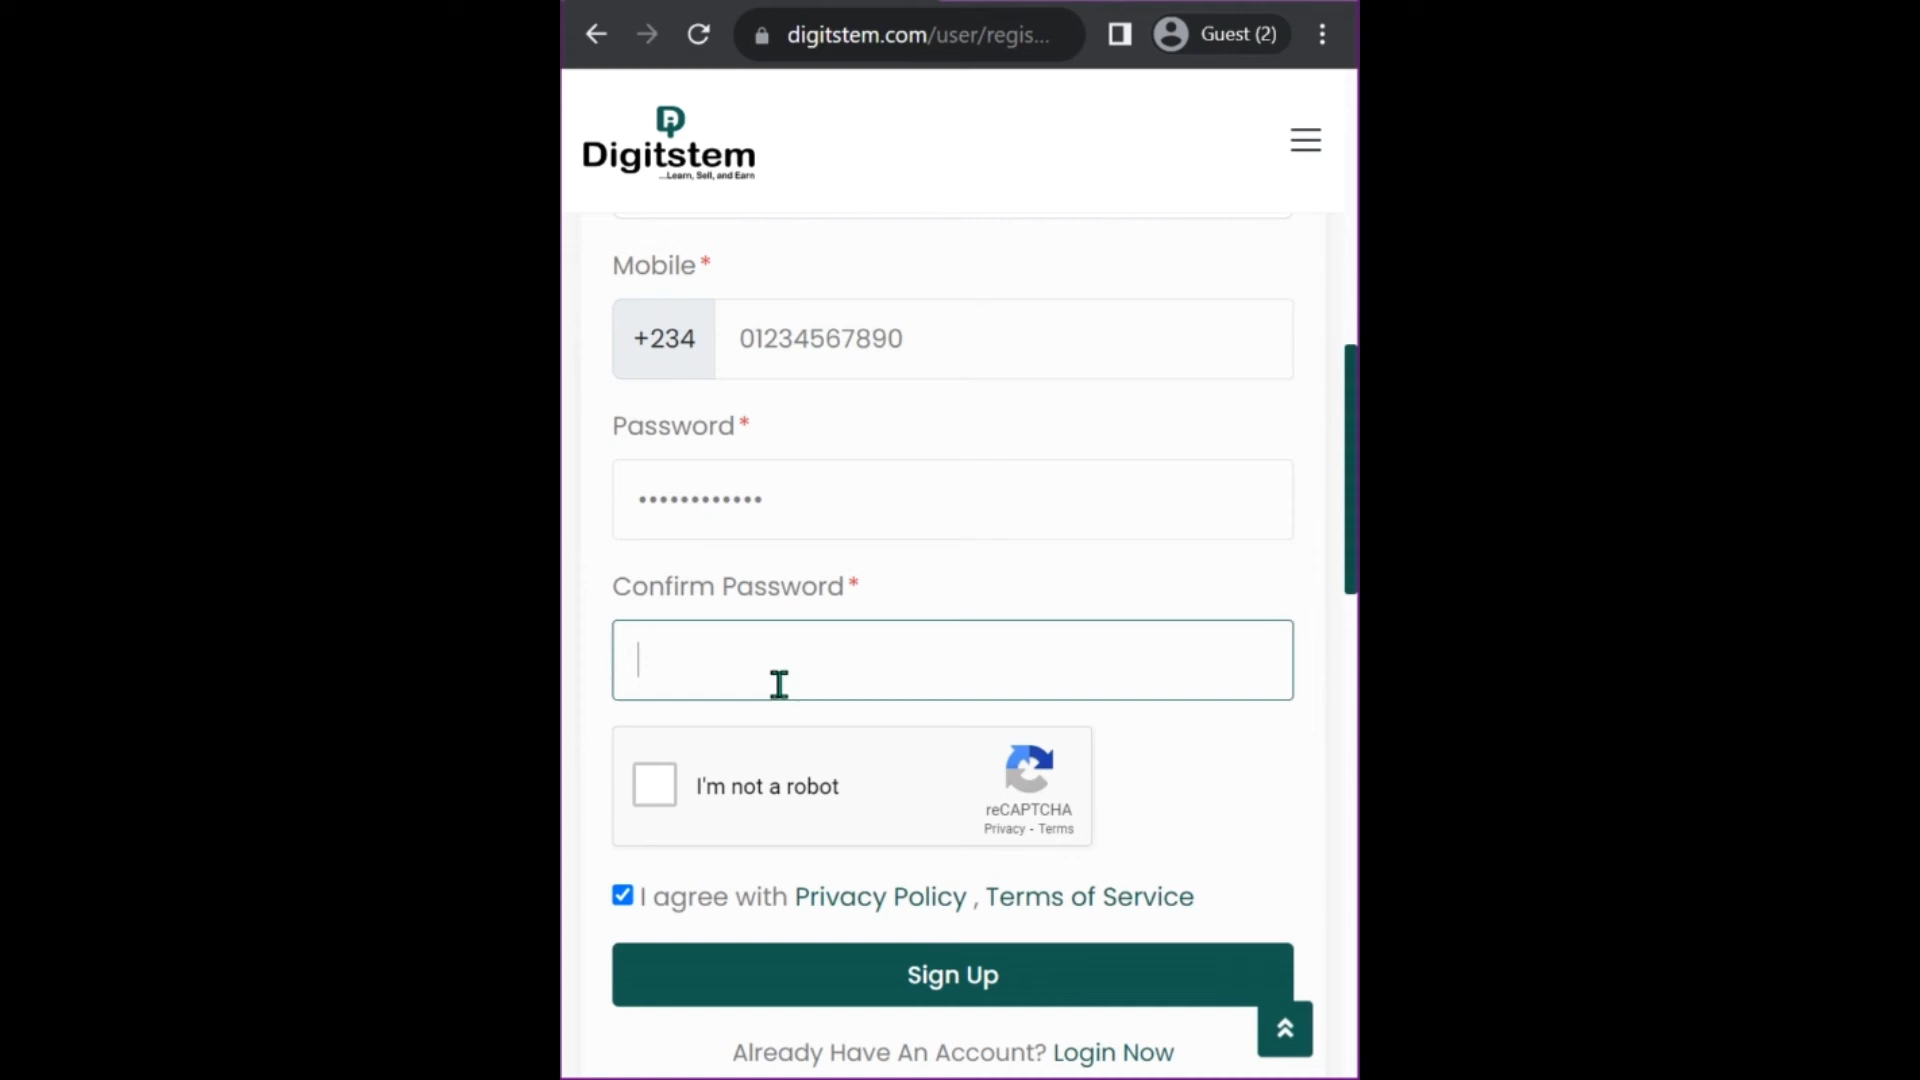 digitstem.com/user/regis...
Guest (2)
Digitstem
...Learn, Sell, and Earn
Mobile*
+234
01234567890
Password*
••••••••••••
Confirm Password*
I'm not a robot
reCAPTCHA
Privacy - Terms
I agree with Privacy Policy , Terms of Service
Sign Up
Already Have An Account? Login Now